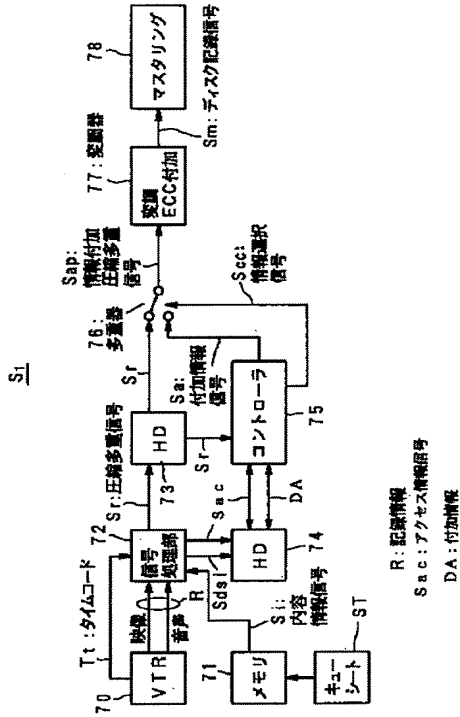 S1
Tt:タイムコード
70
VTR
映像
音声
R
72
信号
処理部
Sr:圧縮多重信号
HD
73
Sr
Sr
76:
多重器
Sap:
情報付加
圧縮多重
信号
77:変調器
変調
ECC付加
78
マスタリング
Sm:ディスク記録信号
Sa:
付加情報
信号
Scc:
情報選択
信号
コントローラ
75
Sac
DA
Sdsi
HD
74
Si:
内容
情報信号
71
メモリ
キュー
シート
ST
R:記録情報
Sac:アクセス情報信号
DA:付加情報